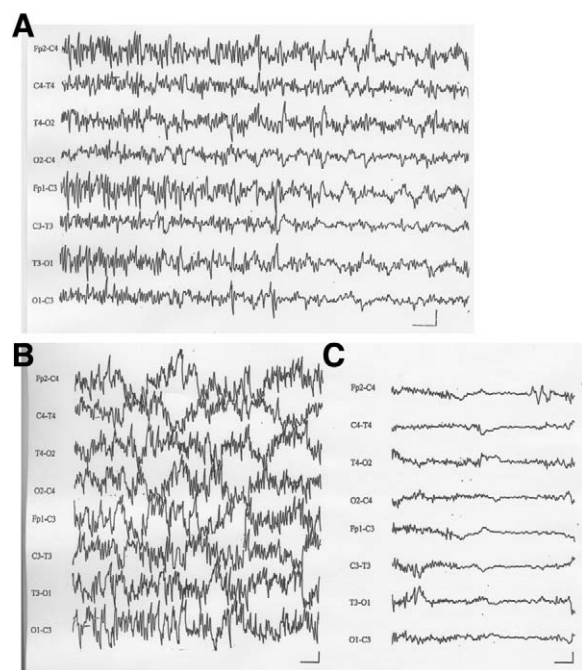 A
Fp2-C4
C4-T4
T4-O2
O2-C4
Fp1-C3
C3-T3
T3-O1
O1-C3
B
Fp2-C4
C4-T4
T4-O2
O2-C4
Fp1-C3
C3-T3
T3-O1
O1-C3
C
Fp2-C4
C4-T4
T4-O2
O2-C4
Fp1-C3
C3-T3
T3-O1
O1-C3